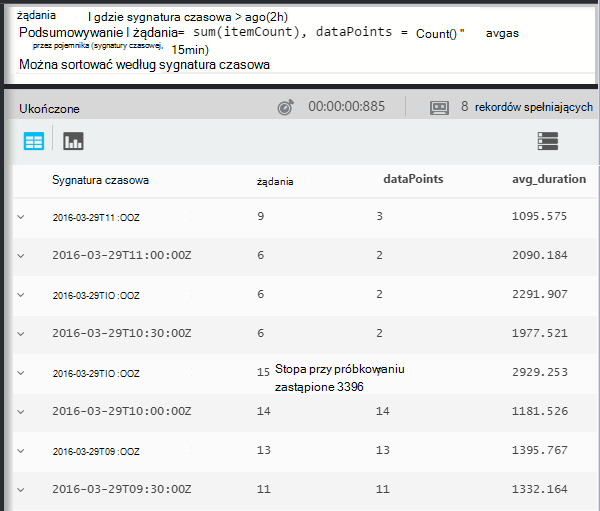 żądania I gdzie sygnatura czasowa > ago(2h)
Podsumowywanie I żądania= sum(itemCount), dataPoints = Count() " avgas
przez pojemnika (sygnatury czasowej, 15min)
Można sortować według sygnatura czasowa
Ukończone 00:00:00:885 8 rekordów spełniających
Sygnatura czasowa żądania dataPoints avg_duration
2016-03-29T11 :OOZ 9 3 1095.575
2016-03-29T11:00:00Z 6 2 2090.184
2016-03-29TIO :OOZ 6 2 2291.907
2016-03-29T10:30:00Z 6 2 1977.521
2016-03-29TIO :OOZ 15 Stopa przy próbkowaniu 2929.253
zastąpione 3396
2016-03-29T10:00:00Z 14 14 1181.526
2016-03-29T09 :OOZ 13 13 1395.767
2016-03-29T09:30:00Z 11 11 1332.164